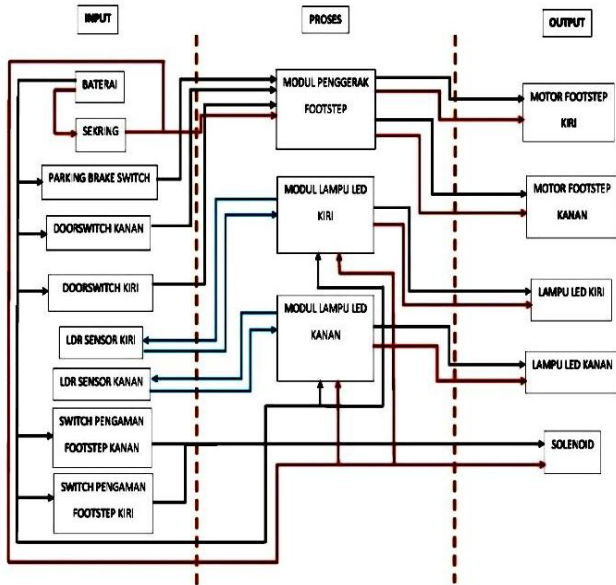 INPUT
PROSES
OUTPUT
BATERAI
SEKRING
PARKING BRAKE SWITCH
DOORSWITCH KANAN
DOORSWITCH KIRI
LDR SENSOR KIRI
LDR SENSOR KANAN
SWITCH PENGAMAN
FOOTSTEP KANAN
SWITCH PENGAMAN
FOOTSTEP KIRI
MODUL PENGGERAK
FOOTSTEP
MODUL LAMPU LED
KIRI
MODUL LAMPU LED
KANAN
MOTOR FOOTSTEP
KIRI
MOTOR FOOTSTEP
KANAN
LAMPU LED KIRI
LAMPU LED KANAN
SOLENOID